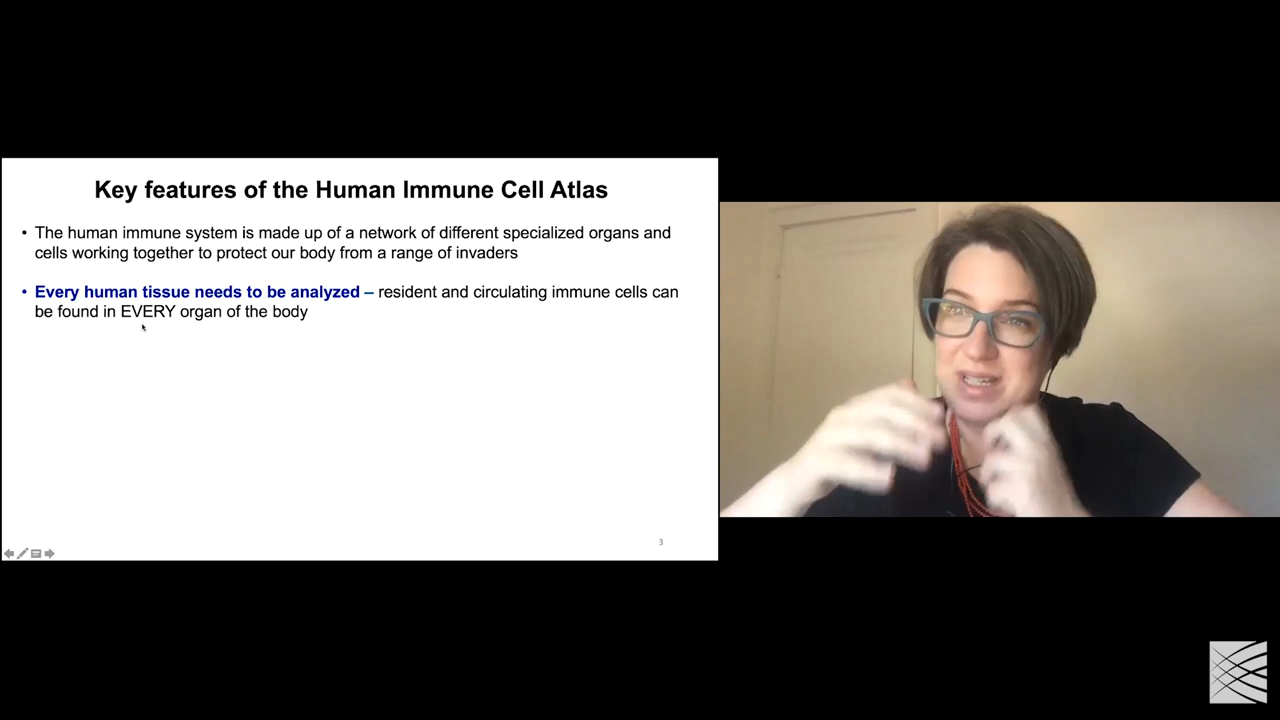 Key features of the Human Immune Cell Atlas
• The human immune system is made up of a network of different specialized organs and
cells working together to protect our body from a range of invaders
• Every human tissue needs to be analyzed – resident and circulating immune cells can
be found in EVERY organ of the body
3